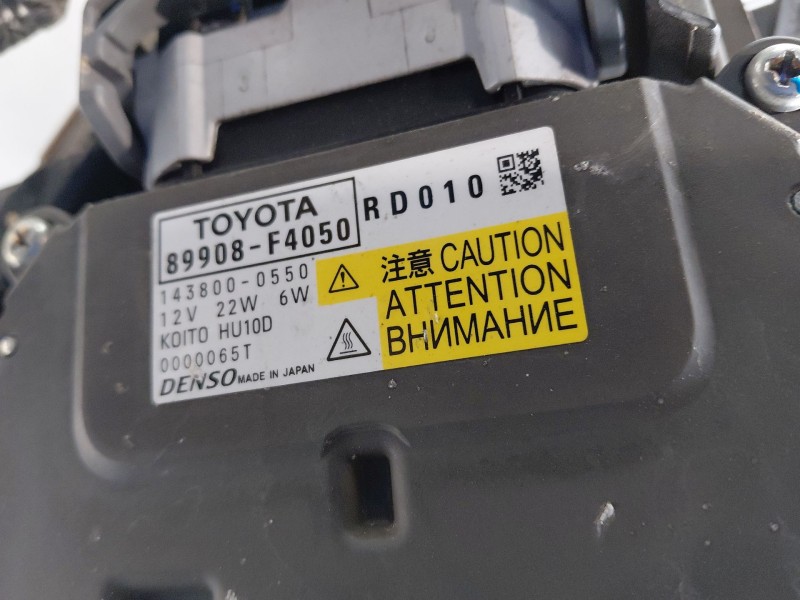 TOYOTA
89908-F4050
RD010
143800-0550
12V 22W 6W
KOITO HU10D
0000065T
DENSO MADE IN JAPAN
注意 CAUTION
ATTENTION
ВНИМАНИЕ
3